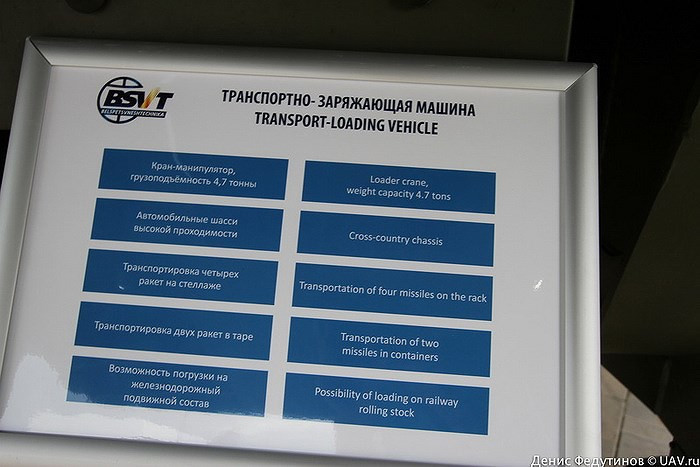 BSVT
BELSPETSVNESHTECHNIKA
ТРАНСПОРТНО- ЗАРЯЖАЮЩАЯ МАШИНА
TRANSPORT-LOADING VEHICLE
Кран-манипулятор,
грузоподъёмность 4,7 тонны
Loader crane,
weight capacity 4.7 tons
Автомобильные шасси
высокой проходимости
Cross-country chassis
Транспортировка четырех
ракет на стеллаже
Transportation of four missiles on the rack
Транспортировка двух ракет в таре
Transportation of two
missiles in containers
Возможность погрузки на
железнодорожный
подвижной состав
Possibility of loading on railway
rolling stock
Денис Федутинов © UAV.ru